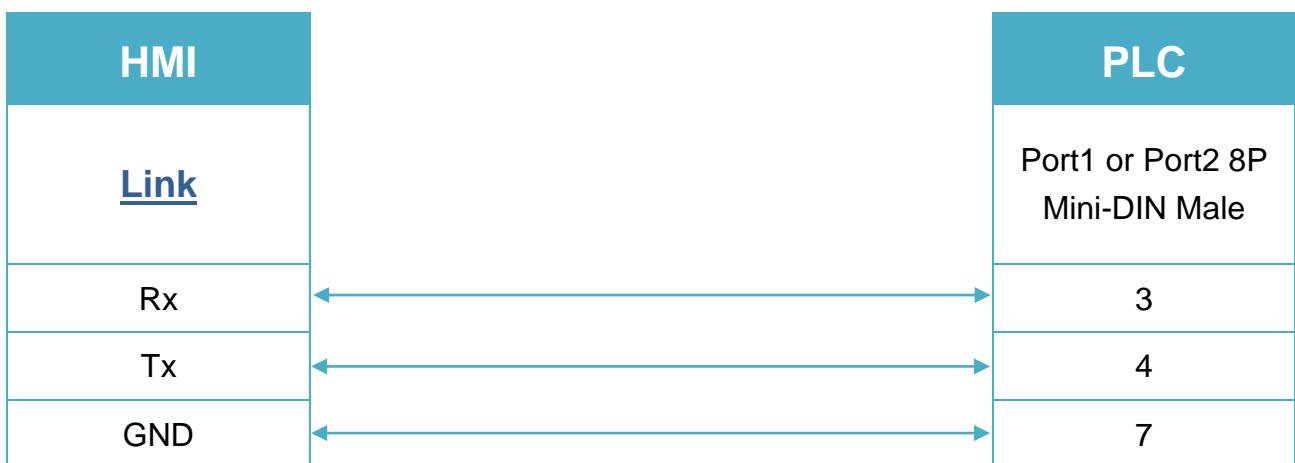 HMI
PLC
Link
Port1 or Port2 8P
Mini-DIN Male
Rx
3
Tx
4
GND
7